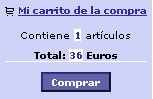 Mi carrito de la compra
Contiene 1 artículos
Total: 36 Euros
Comprar